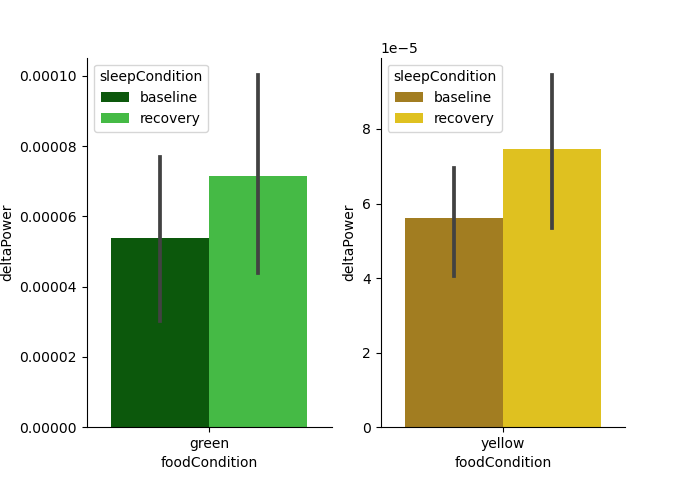 sleepCondition
baseline
recovery
0.00010
0.00008
0.00006
0.00004
0.00002
0.00000
deltaPower
green
foodCondition
1e−5
sleepCondition
baseline
recovery
8
6
4
2
0
deltaPower
yellow
foodCondition